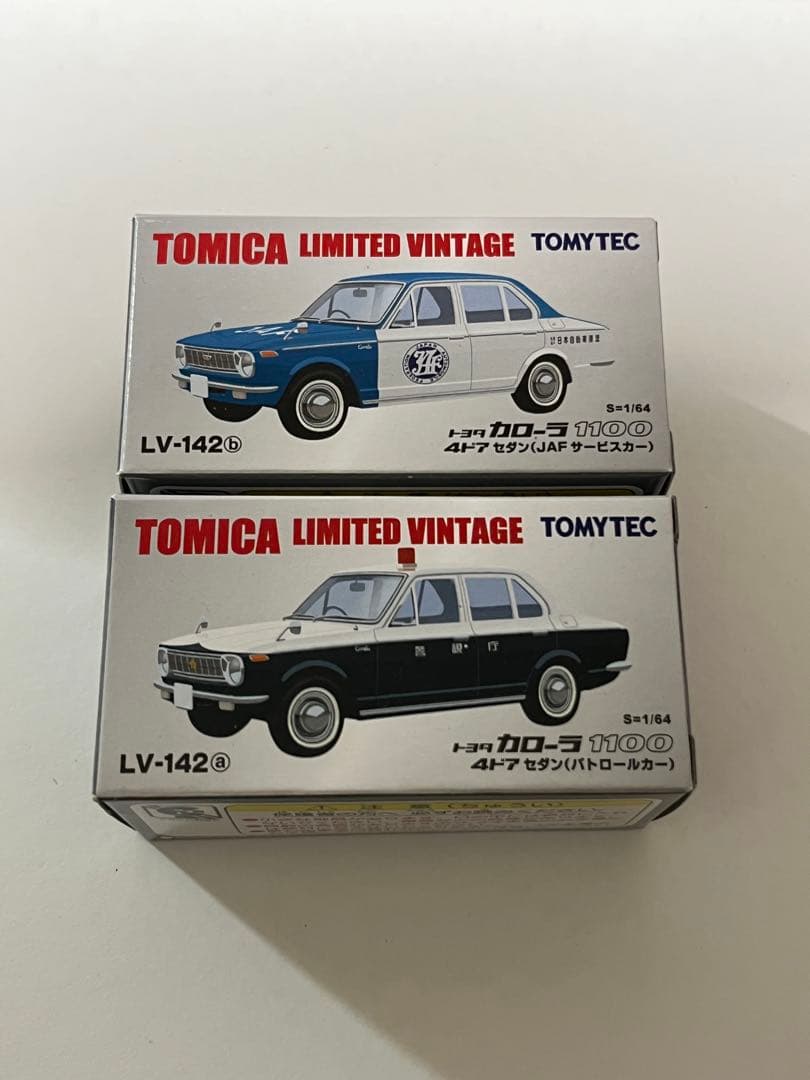 TOMICA LIMITED VINTAGE TOMYTEC
JAF
日本自動車連盟
S=1/64
LV-142ⓑ トヨタ カローラ 1100
4ドア セダン(JAF サービスカー)
TOMICA LIMITED VINTAGE TOMYTEC
警視庁
S=1/64
トヨタ カローラ 1100
LV-142ⓐ 4ドア セダン(パトロールカー)